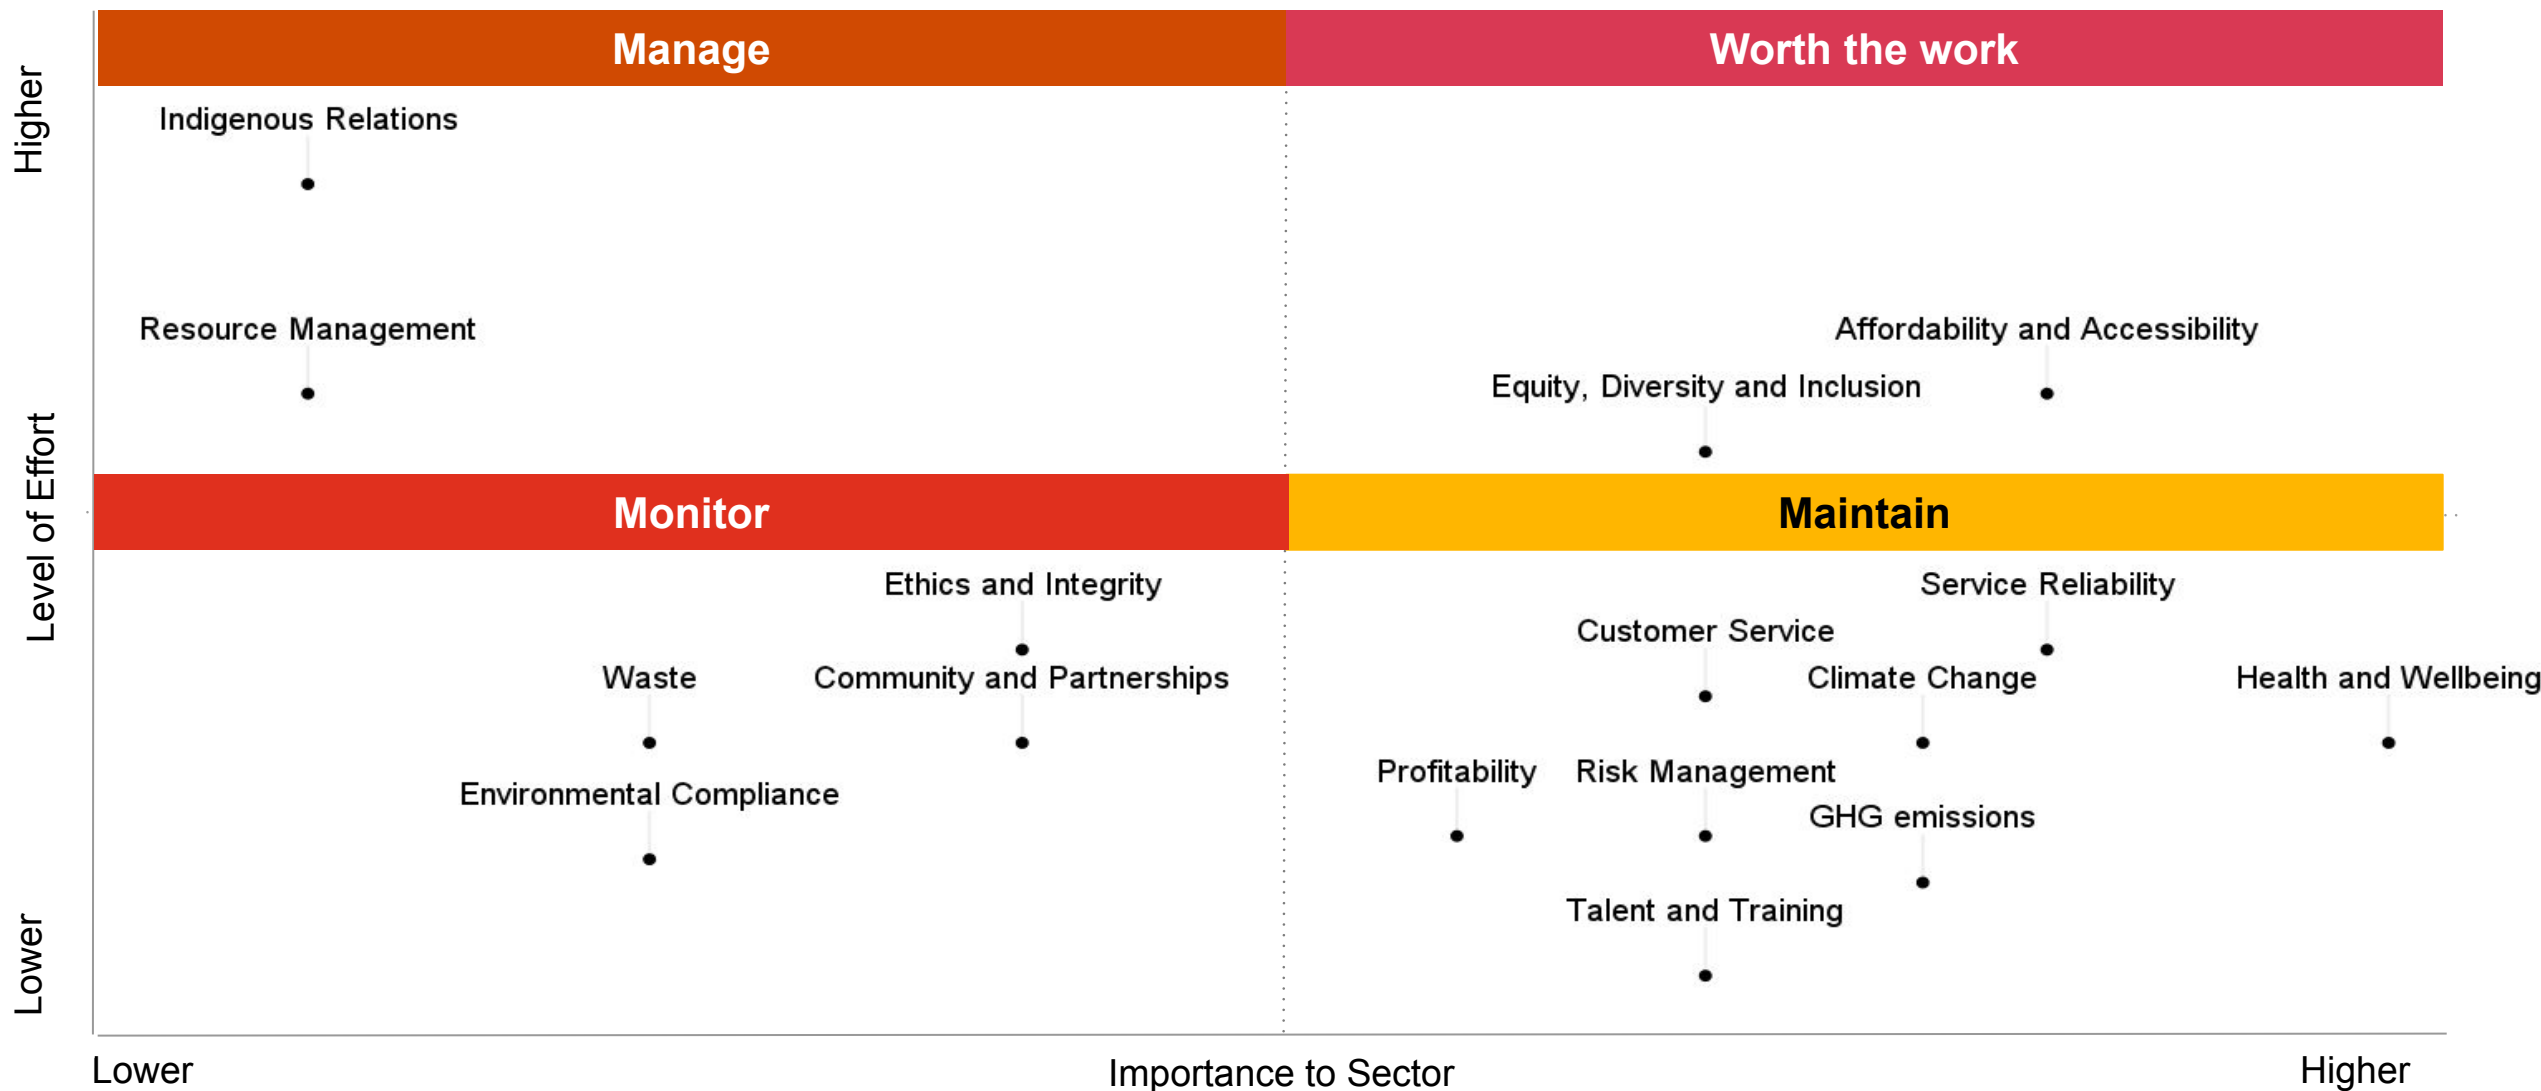 Manage
Worth the work
Higher
Indigenous Relations
Resource Management
Affordability and Accessibility
Equity, Diversity and Inclusion
Level of Effort
Monitor
Maintain
Ethics and Integrity
Service Reliability
Customer Service
Waste
Community and Partnerships
Climate Change
Health and Wellbeing
Profitability
Risk Management
Environmental Compliance
GHG emissions
Talent and Training
Lower
Lower
Importance to Sector
Higher